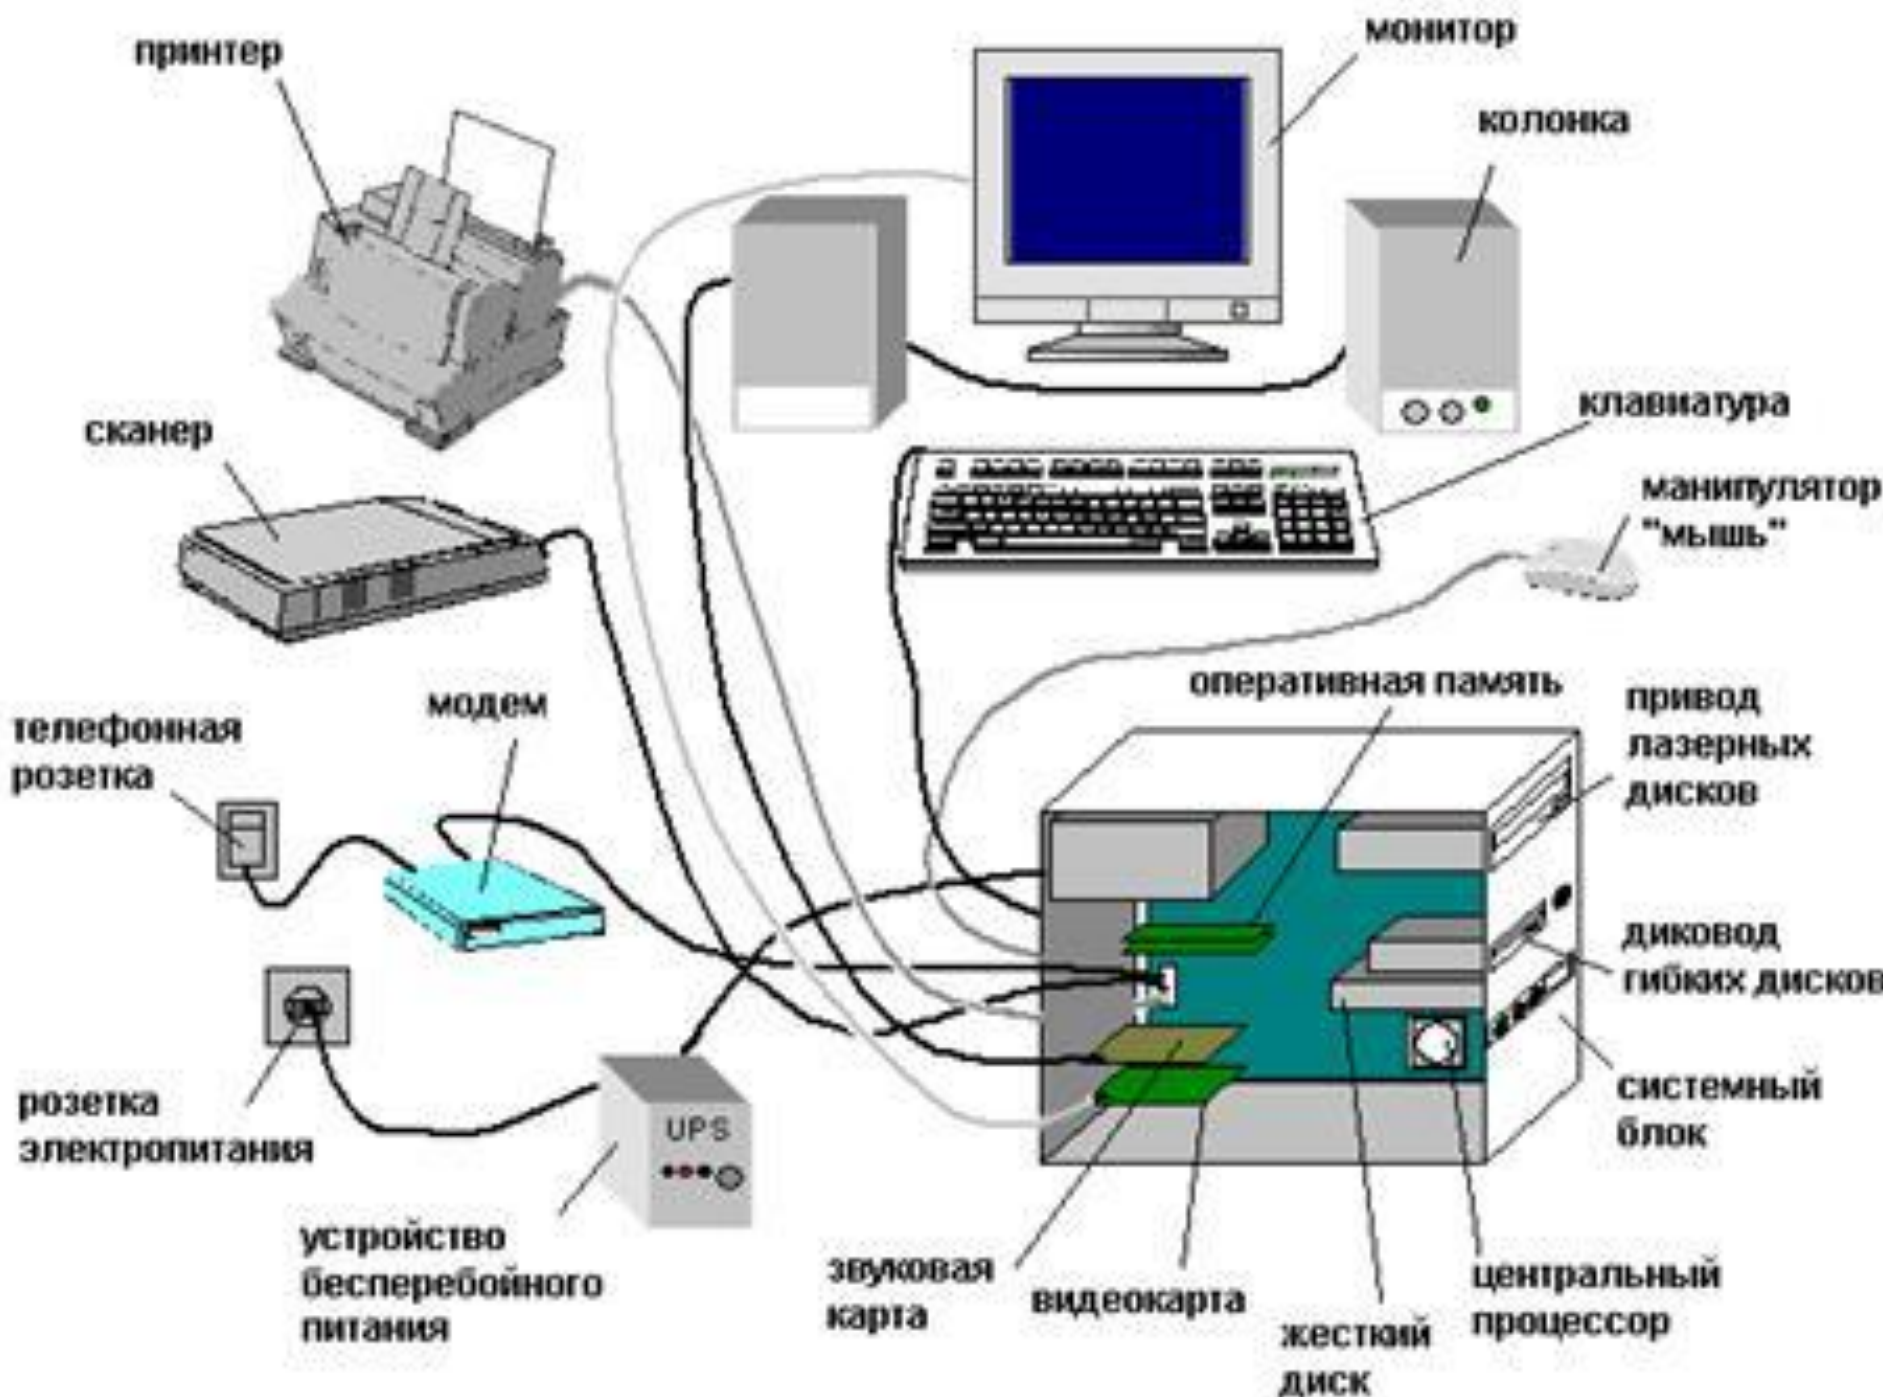 принтер
монитор
колонка
сканер
клавиатура
манипулятор
"мышь"
оперативная память
привод
лазерных
дисков
модем
телефонная
розетка
диковод
гибких дисков
розетка
электропитания
UPS
системный
блок
устройство
бесперебойного
питания
звуковая
карта
видеокарта
жесткий
диск
центральный
процессор